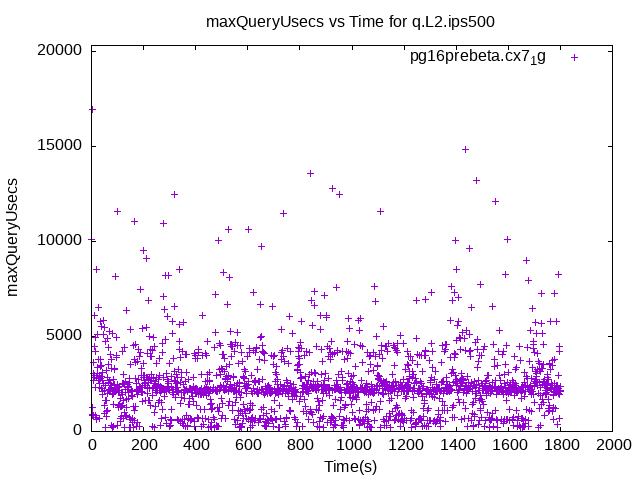 maxQueryUsecs vs Time for q.L2.ips500
pg16prebeta.cx7₁g
maxQueryUsecs
20000
15000
10000
5000
0
0 200 400 600 800 1000 1200 1400 1600 1800 2000
Time(s)